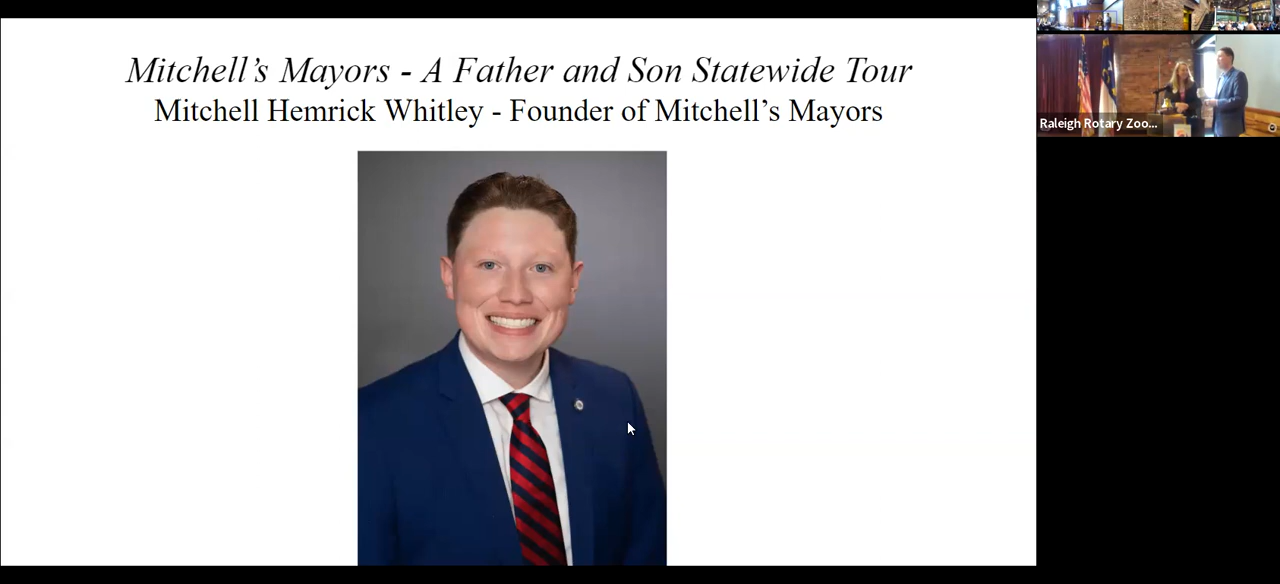 Mitchell’s Mayors - A Father and Son Statewide Tour
Mitchell Hemrick Whitley - Founder of Mitchell’s Mayors
Raleigh Rotary Zoo...